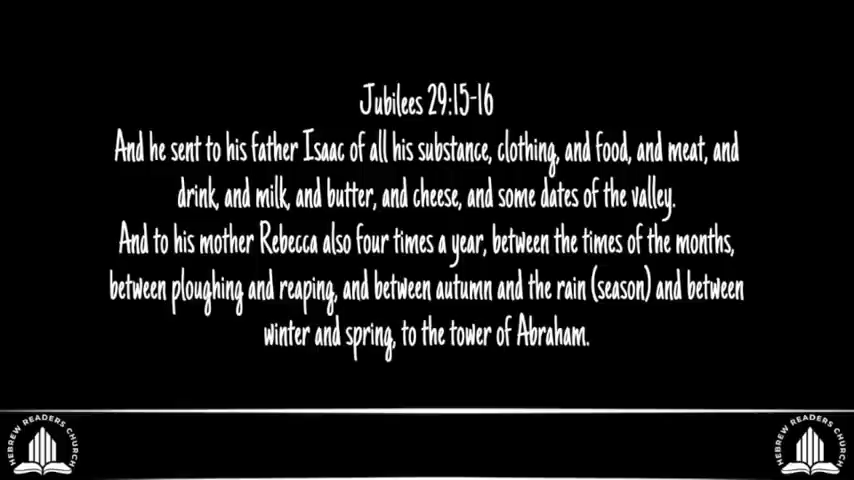 Jubilees 29:15-16
And he sent to his father Isaac of all his substance, clothing, and food, and meat, and
drink, and milk, and butter, and cheese, and some dates of the valley.
And to his mother Rebecca also four times a year, between the times of the months,
between ploughing and reaping, and between autumn and the rain (season) and between
winter and spring, to the tower of Abraham.
HEBREW READERS CHURCH
HEBREW READERS CHURCH